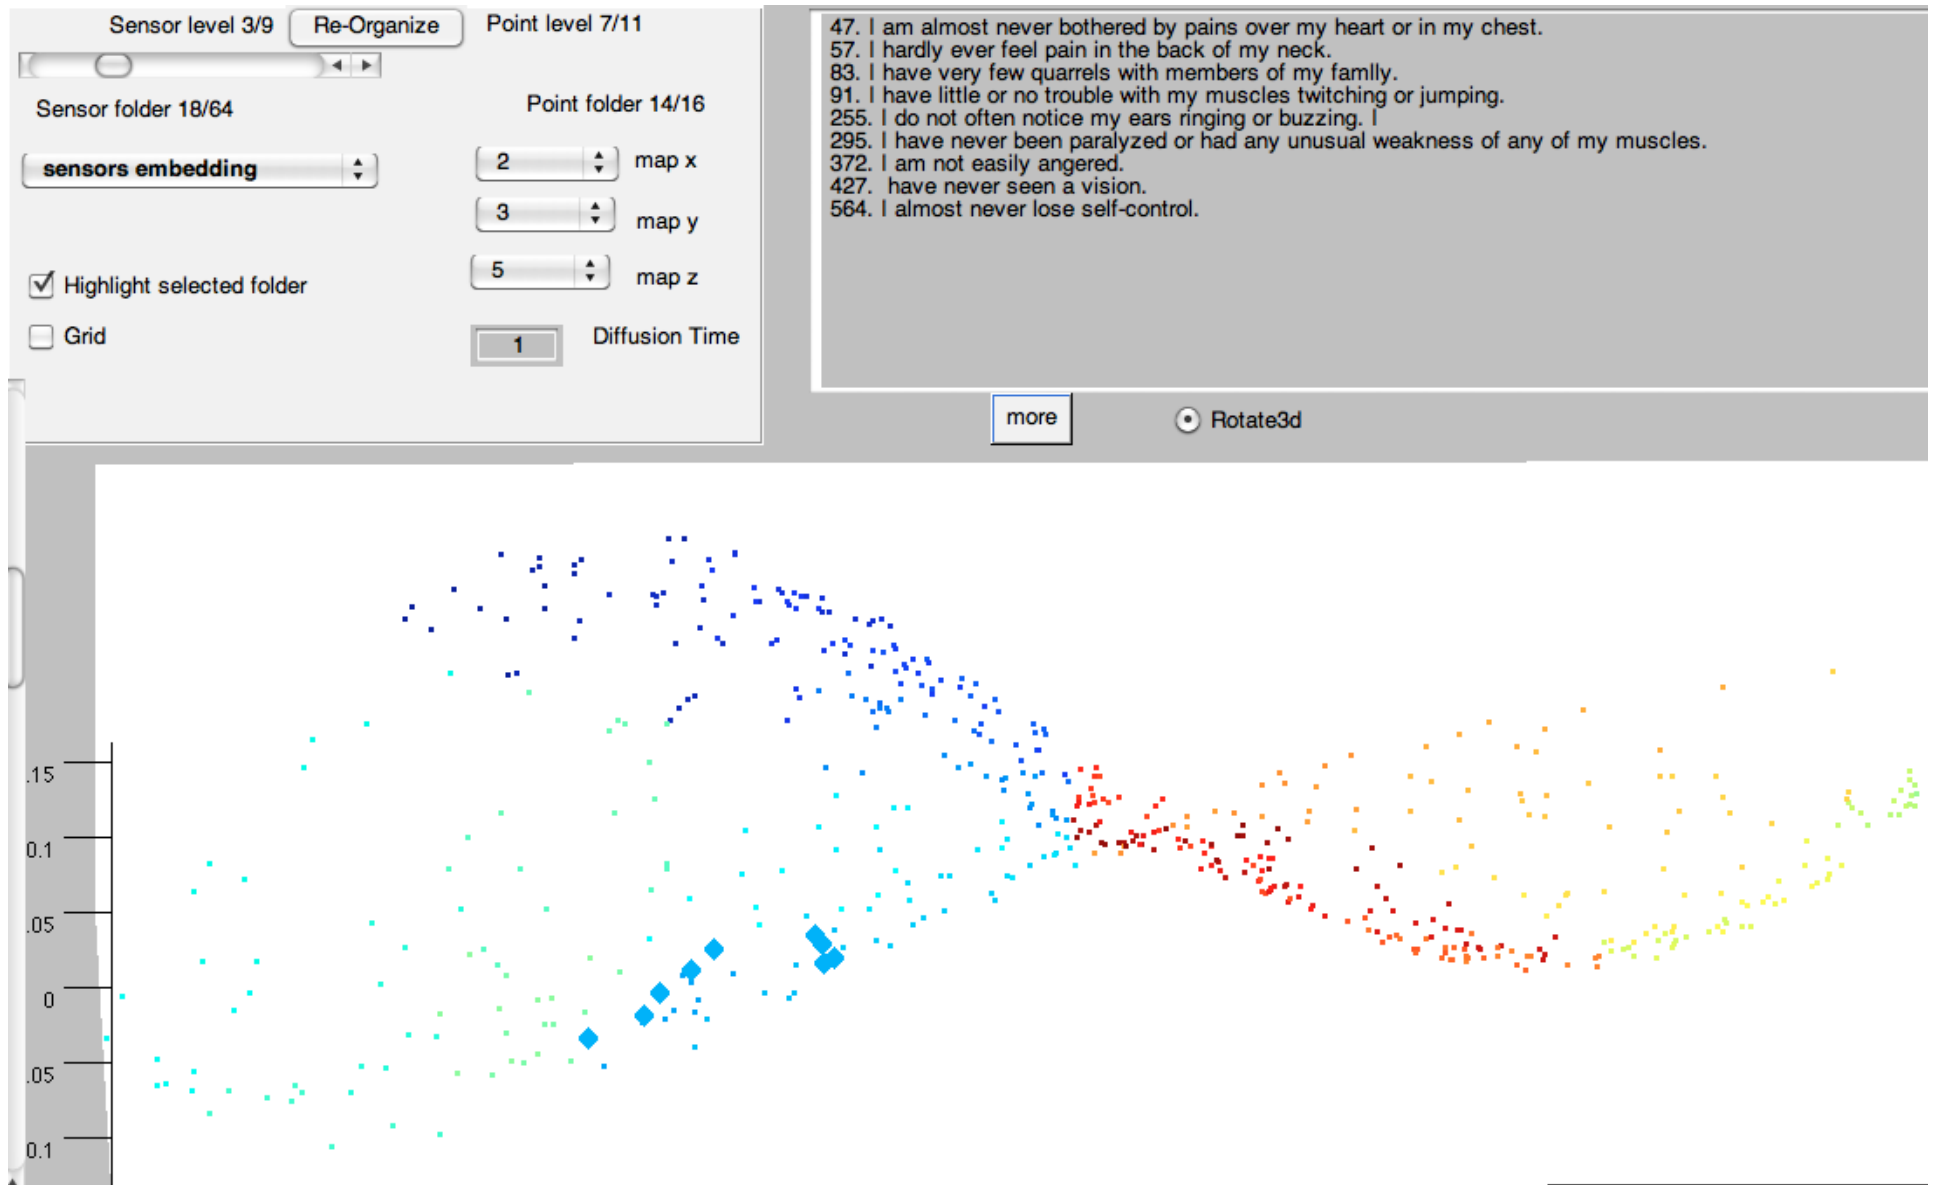 Sensor level 3/9 Re-Organize Point level 7/11
Sensor folder 18/64
Point folder 14/16
sensors embedding
2 map x
3 map y
5 map z
Highlight selected folder
Grid
1 Diffusion Time
47. I am almost never bothered by pains over my heart or in my chest.
57. I hardly ever feel pain in the back of my neck.
83. I have very few quarrels with members of my famlly.
91. I have little or no trouble with my muscles twitching or jumping.
255. I do not often notice my ears ringing or buzzing. I
295. I have never been paralyzed or had any unusual weakness of any of my muscles.
372. I am not easily angered.
427. have never seen a vision.
564. I almost never lose self-control.
more
Rotate3d
.15
0.1
.05
0
.05
0.1